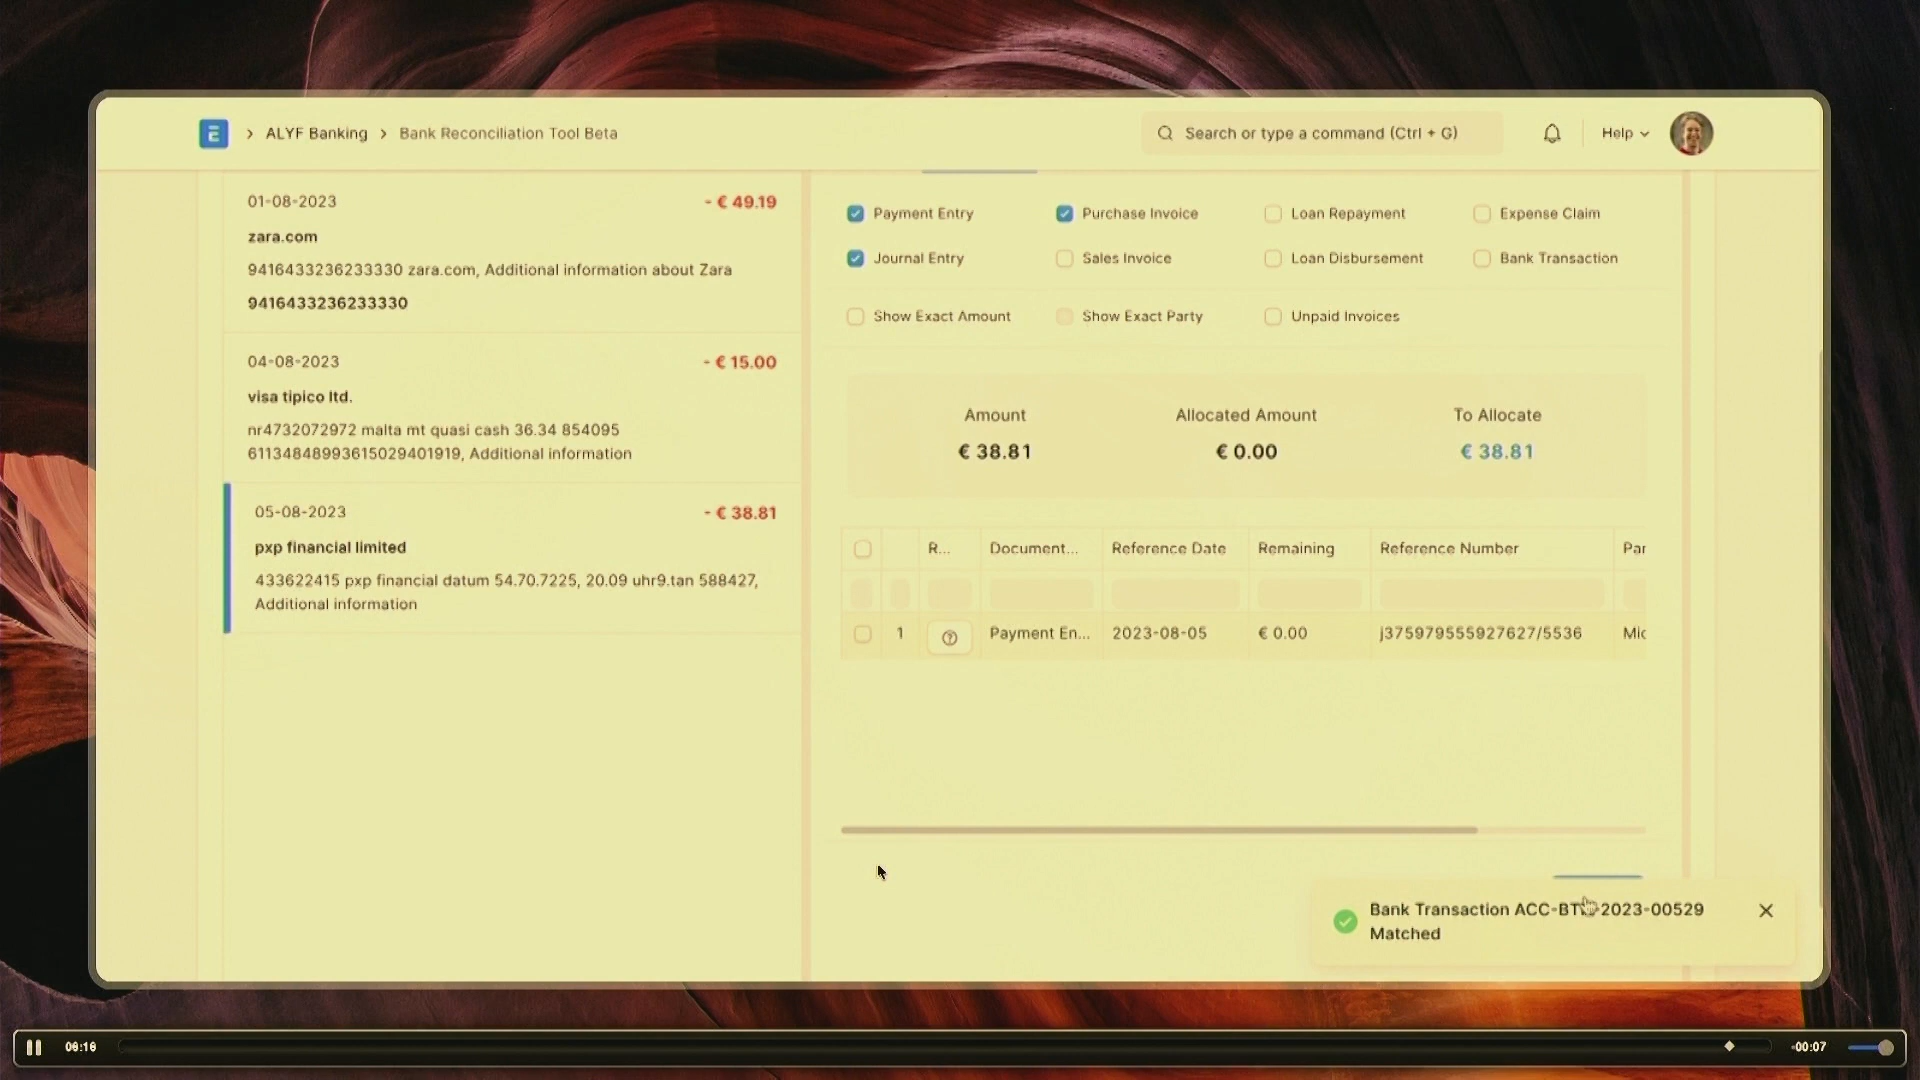 ALYF Banking > Bank Reconciliation Tool Beta
Search or type a command (Ctrl + G)
Help
01-08-2023
- € 49.19
zara.com
9416433236233330 zara.com, Additional information about Zara
9416433236233330
04-08-2023
- € 15.00
visa tipico ltd.
nr4732072972 malta mt quasi cash 36.34 854095
61134848993615029401919, Additional information
05-08-2023
- € 38.81
pxp financial limited
433622415 pxp financial datum 54.70.7225, 20.09 uhr9.tan 588427,
Additional information
Payment Entry
Purchase Invoice
Loan Repayment
Expense Claim
Journal Entry
Sales Invoice
Loan Disbursement
Bank Transaction
Show Exact Amount
Show Exact Party
Unpaid Invoices
Amount
Allocated Amount
To Allocate
€ 38.81
€ 0.00
€ 38.81
R...
Document...
Reference Date
Remaining
Reference Number
Par
1
Payment En...
2023-08-05
€ 0.00
j375979555927627/5536
Mic
Bank Transaction 2023-00529
Matched
-00:07